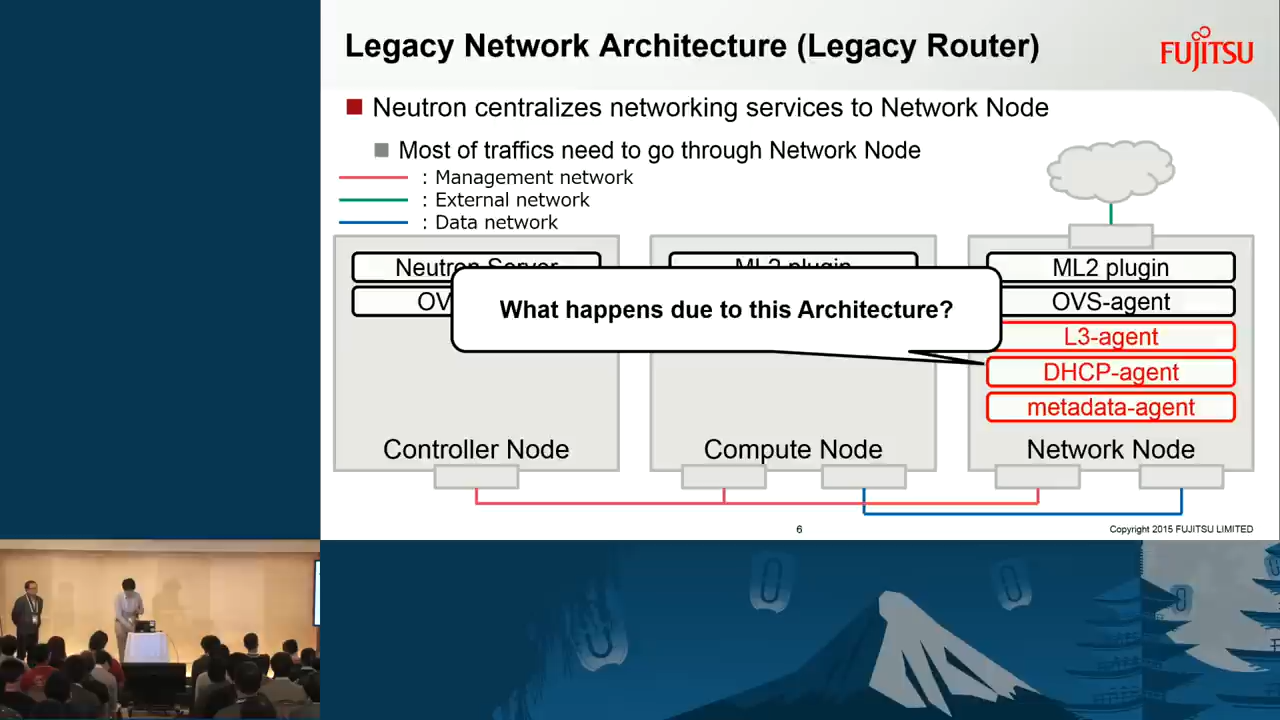 Legacy Network Architecture (Legacy Router)
FUJITSU
Neutron centralizes networking services to Network Node
Most of traffics need to go through Network Node
: Management network
: External network
: Data network
Neutron Server
OV
Controller Node
ML2 plugin
Compute Node
What happens due to this Architecture?
ML2 plugin
OVS-agent
L3-agent
DHCP-agent
metadata-agent
Network Node
6
Copyright 2015 FUJITSU LIMITED